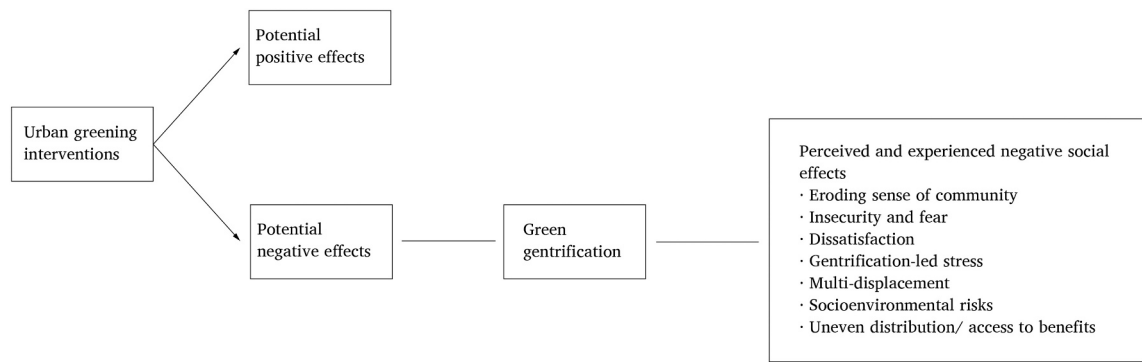 Potential
positive effects
Urban greening
interventions
Potential
negative effects
Green
gentrification
Perceived and experienced negative social
effects
· Eroding sense of community
· Insecurity and fear
· Dissatisfaction
· Gentrification-led stress
· Multi-displacement
· Socioenvironmental risks
· Uneven distribution/ access to benefits